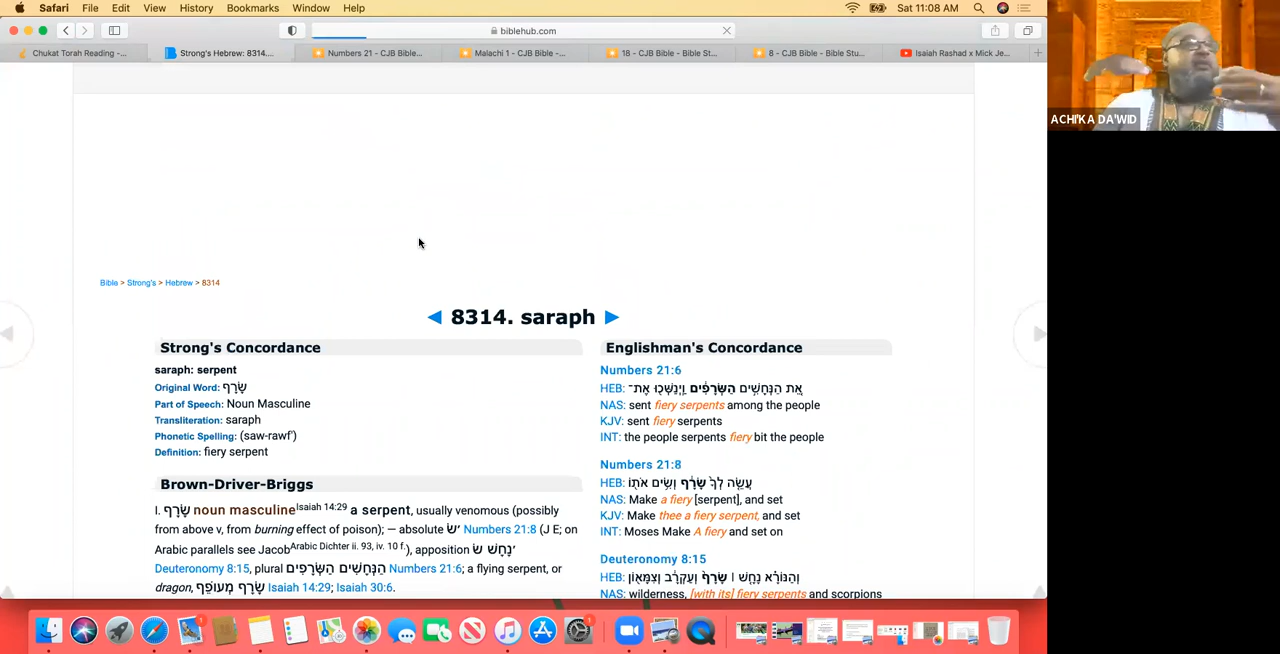 Safari File Edit View History Bookmarks Window Help Sat 11:08 AM
biblehub.com
Chukat Torah Reading -... Strong's Hebrew: 8314.... Numbers 21 - CJB Bible... Malachi 1 - CJB Bible -... 18 - CJB Bible - Bible St... 8 - CJB Bible - Bible Stu... Isaiah Rashad x Mick Je...
ACHI'KA DA'WID
Bible > Strong's > Hebrew > 8314
◀ 8314. saraph ▶
Strong's Concordance
saraph: serpent
Original Word: שָׂרָף
Part of Speech: Noun Masculine
Transliteration: saraph
Phonetic Spelling: (saw-rawf')
Definition: fiery serpent
Brown-Driver-Briggs
I. שָׂרָף noun masculine Isaiah 14:29 a serpent, usually venomous (possibly
from above v, from burning effect of poison); — absolute שׂ׳ Numbers 21:8 (J E; on
Arabic parallels see Jacob Arabic Dichter ii. 93, iv. 10 f.), apposition נָחָשׁ שׂ׳
Deuteronomy 8:15, plural הַנְּחָשִׁים הַשְּׂרָפִים Numbers 21:6; a flying serpent, or
dragon, שָׂרָף מְעוֺפֵף Isaiah 14:29; Isaiah 30:6.
Englishman's Concordance
Numbers 21:6
HEB: אֵ֚ת הַנְּחָשִׁ֣ים הַשְּׂרָפִ֔ים וַֽיְנַשְּׁכ֖וּ אֶת־
NAS: sent fiery serpents among the people
KJV: sent fiery serpents
INT: the people serpents fiery bit the people
Numbers 21:8
HEB: עֲשֵׂ֤ה לְךָ֙ שָׂרָ֔ף וְשִׂ֥ים אֹת֖וֹ
NAS: Make a fiery [serpent], and set
KJV: Make thee a fiery serpent, and set
INT: Moses Make A fiery and set on
Deuteronomy 8:15
HEB: וְהַנּוֹרָ֗א נָחָ֤שׁ ׀ שָׂרָף֙ וְעַקְרָ֔ב וְצִמָּא֖וֹן
NAS: wilderness, [with its] fiery serpents and scorpions